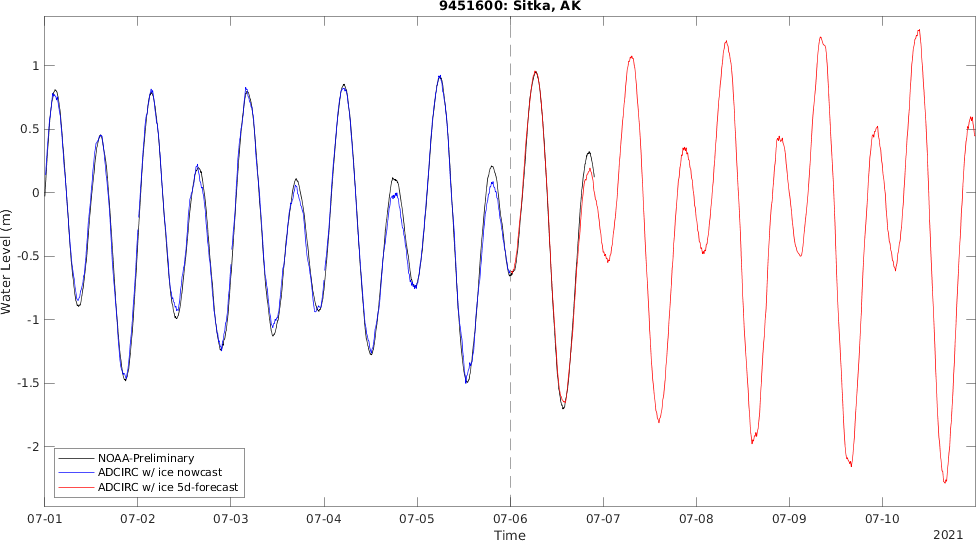 9451600: Sitka, AK
Water Level (m)
1
0.5
0
-0.5
-1
-1.5
-2
NOAA-Preliminary
ADCIRC w/ ice nowcast
ADCIRC w/ ice 5d-forecast
07-01 07-02 07-03 07-04 07-05 07-06 07-07 07-08 07-09 07-10
Time
2021